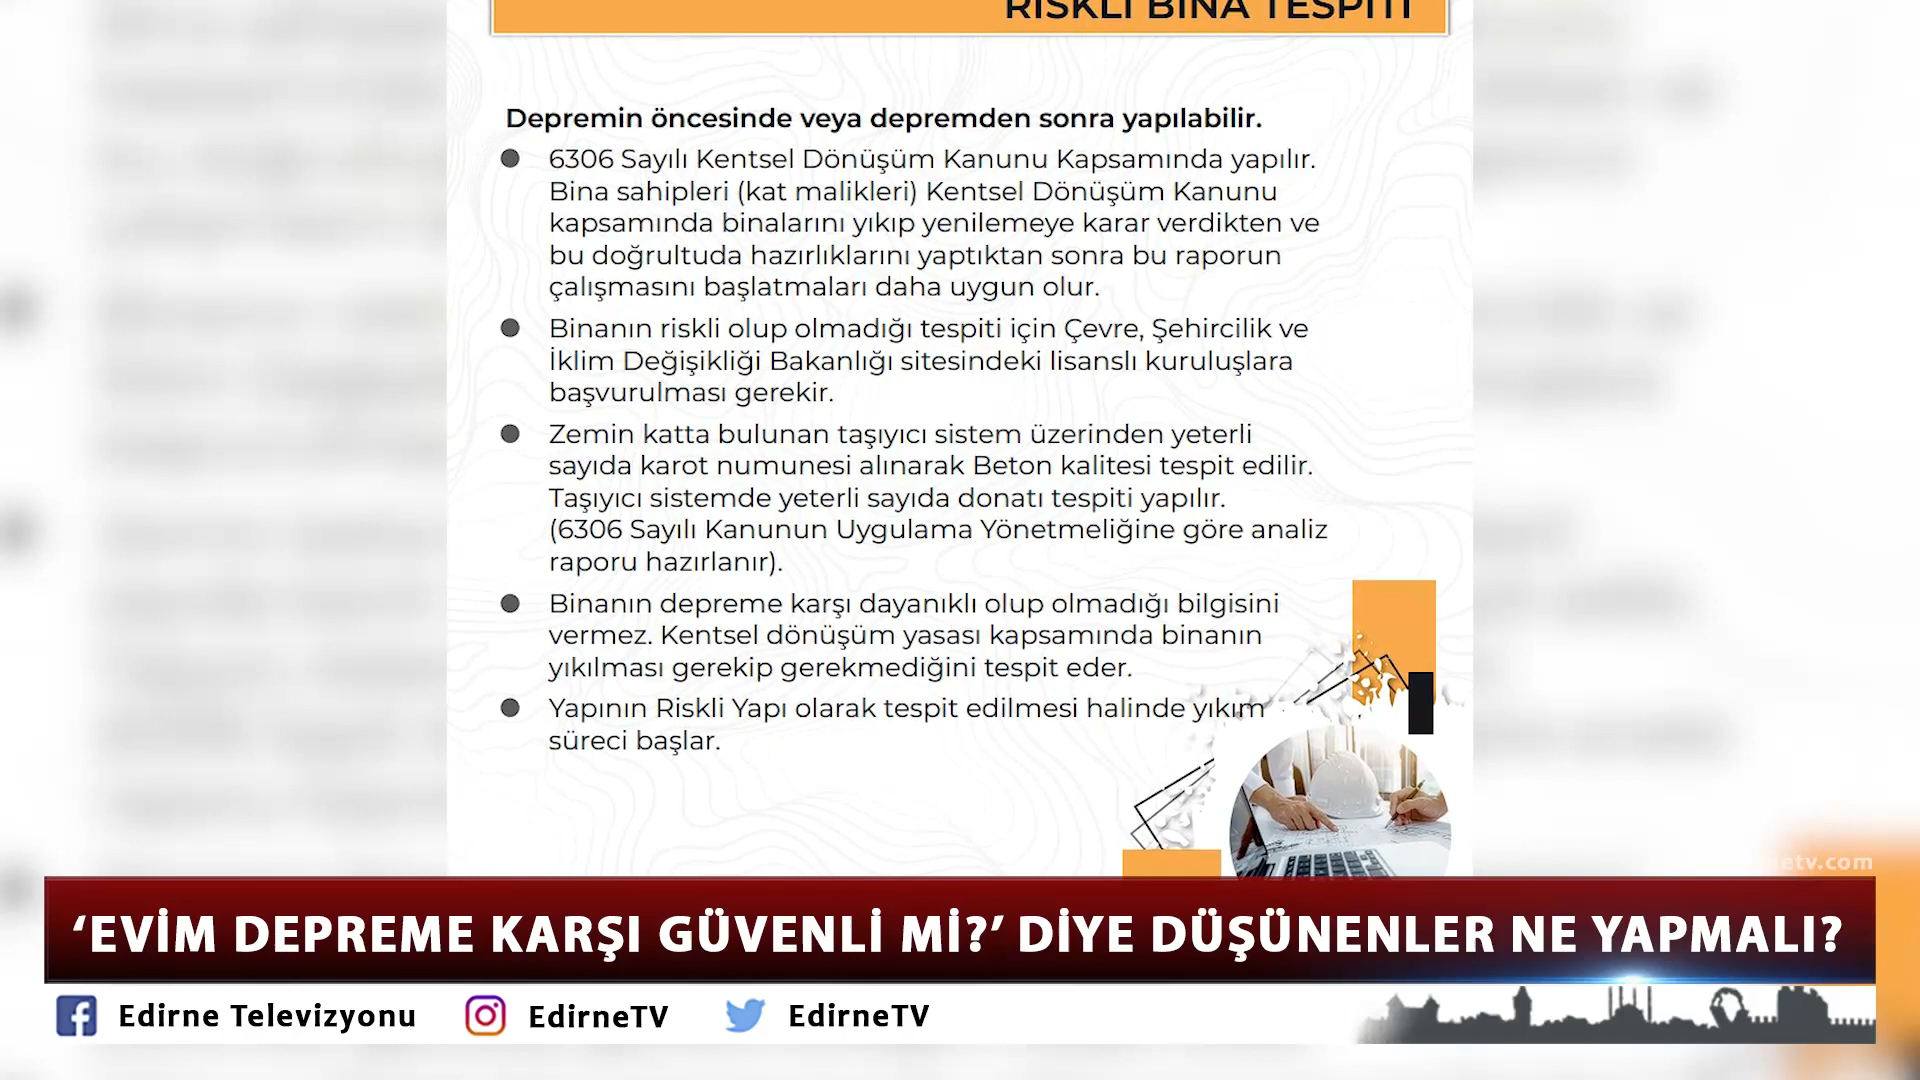 RİSKLİ BİNA TESPİTİ
Depremin öncesinde veya depremden sonra yapılabilir.
6306 Sayılı Kentsel Dönüşüm Kanunu Kapsamında yapılır.
Bina sahipleri (kat malikleri) Kentsel Dönüşüm Kanunu
kapsamında binalarını yıkıp yenilemeye karar verdikten ve
bu doğrultuda hazırlıklarını yaptıktan sonra bu raporun
çalışmasını başlatmaları daha uygun olur.
Binanın riskli olup olmadığı tespiti için Çevre, Şehircilik ve
İklim Değişikliği Bakanlığı sitesindeki lisanslı kuruluşlara
başvurulması gerekir.
Zemin katta bulunan taşıyıcı sistem üzerinden yeterli
sayıda karot numunesi alınarak Beton kalitesi tespit edilir.
Taşıyıcı sistemde yeterli sayıda donatı tespiti yapılır.
(6306 Sayılı Kanunun Uygulama Yönetmeliğine göre analiz
raporu hazırlanır).
Binanın depreme karşı dayanıklı olup olmadığı bilgisini
vermez. Kentsel dönüşüm yasası kapsamında binanın
yıkılması gerekip gerekmediğini tespit eder.
Yapının Riskli Yapı olarak tespit edilmesi halinde yıkım
süreci başlar.
netv.com
‘EVİM DEPREME KARŞI GÜVENLİ Mİ?’ DİYE DÜŞÜNENLER NE YAPMALI?
Edirne Televizyonu EdirneTV EdirneTV